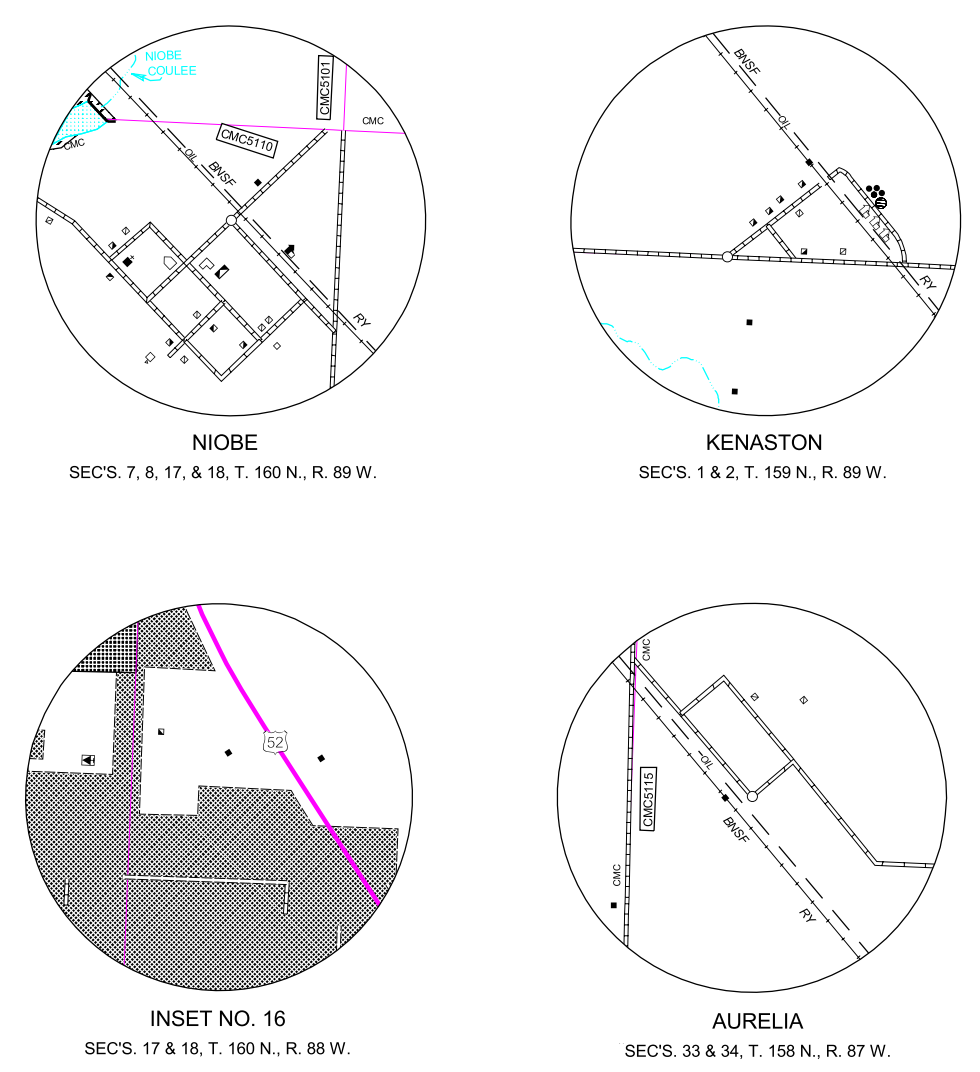 NIOBE
COULEE
CMC5101
CMC
CMC5110
CMC
OIL
BNSF
RY
NIOBE
SEC'S. 7, 8, 17, & 18, T. 160 N., R. 89 W.
BNSF
OIL
RY
KENASTON
SEC'S. 1 & 2, T. 159 N., R. 89 W.
52
INSET NO. 16
SEC'S. 17 & 18, T. 160 N., R. 88 W.
CMC
OIL
CMC5115
BNSF
CMC
RY
AURELIA
SEC'S. 33 & 34, T. 158 N., R. 87 W.